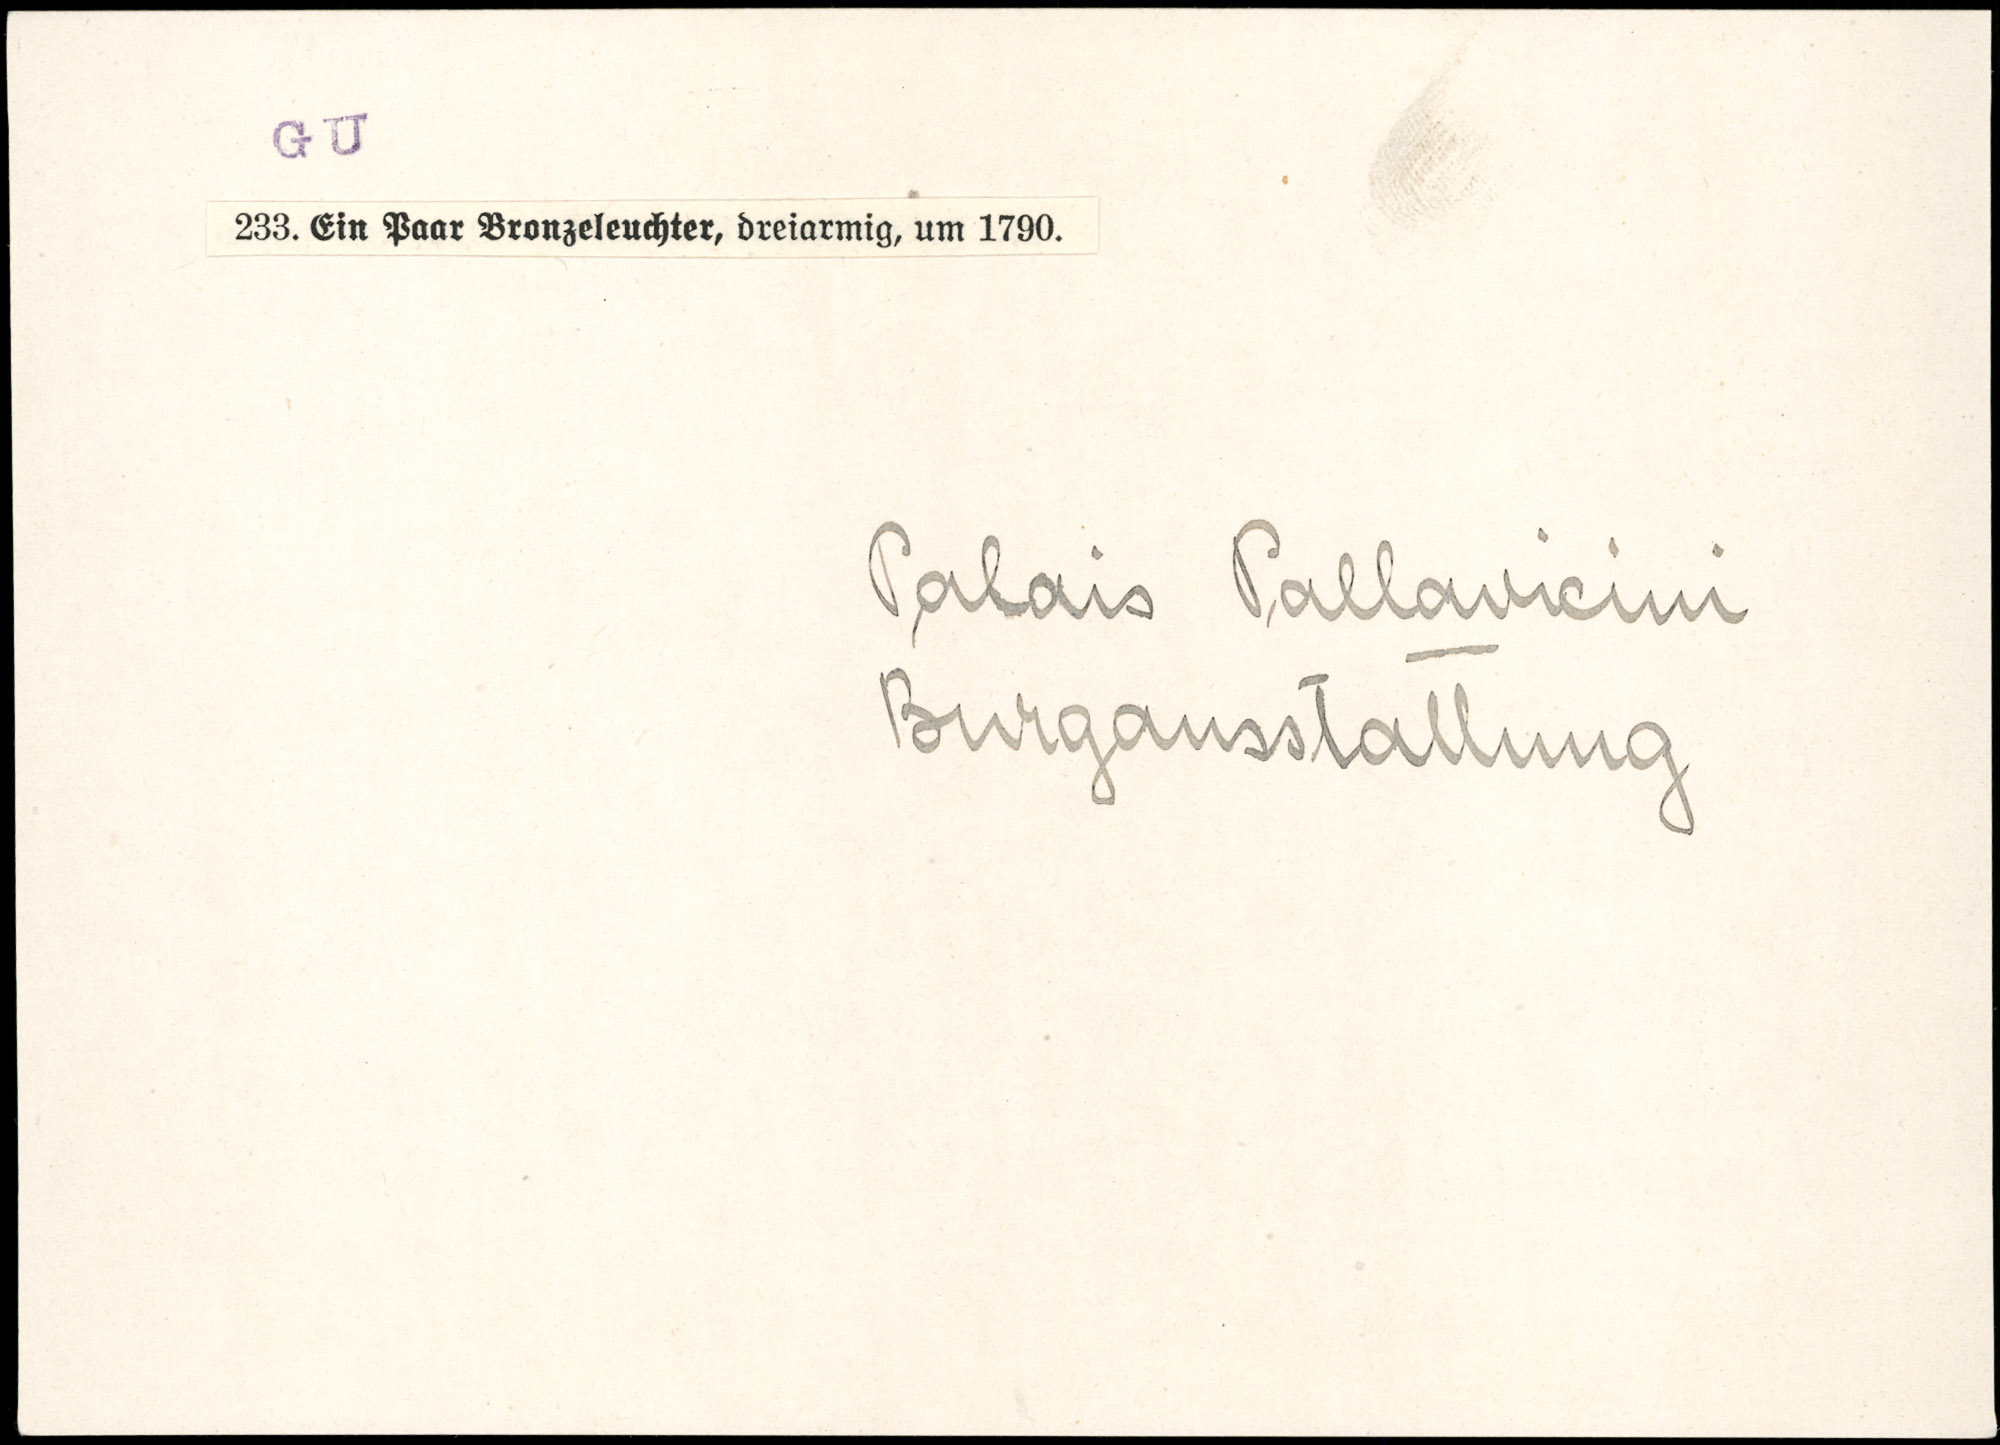 GU
233. Ein Paar Bronzeleuchter, dreiarmig, um 1790.
Palais Pallavicini
Burgausstattung